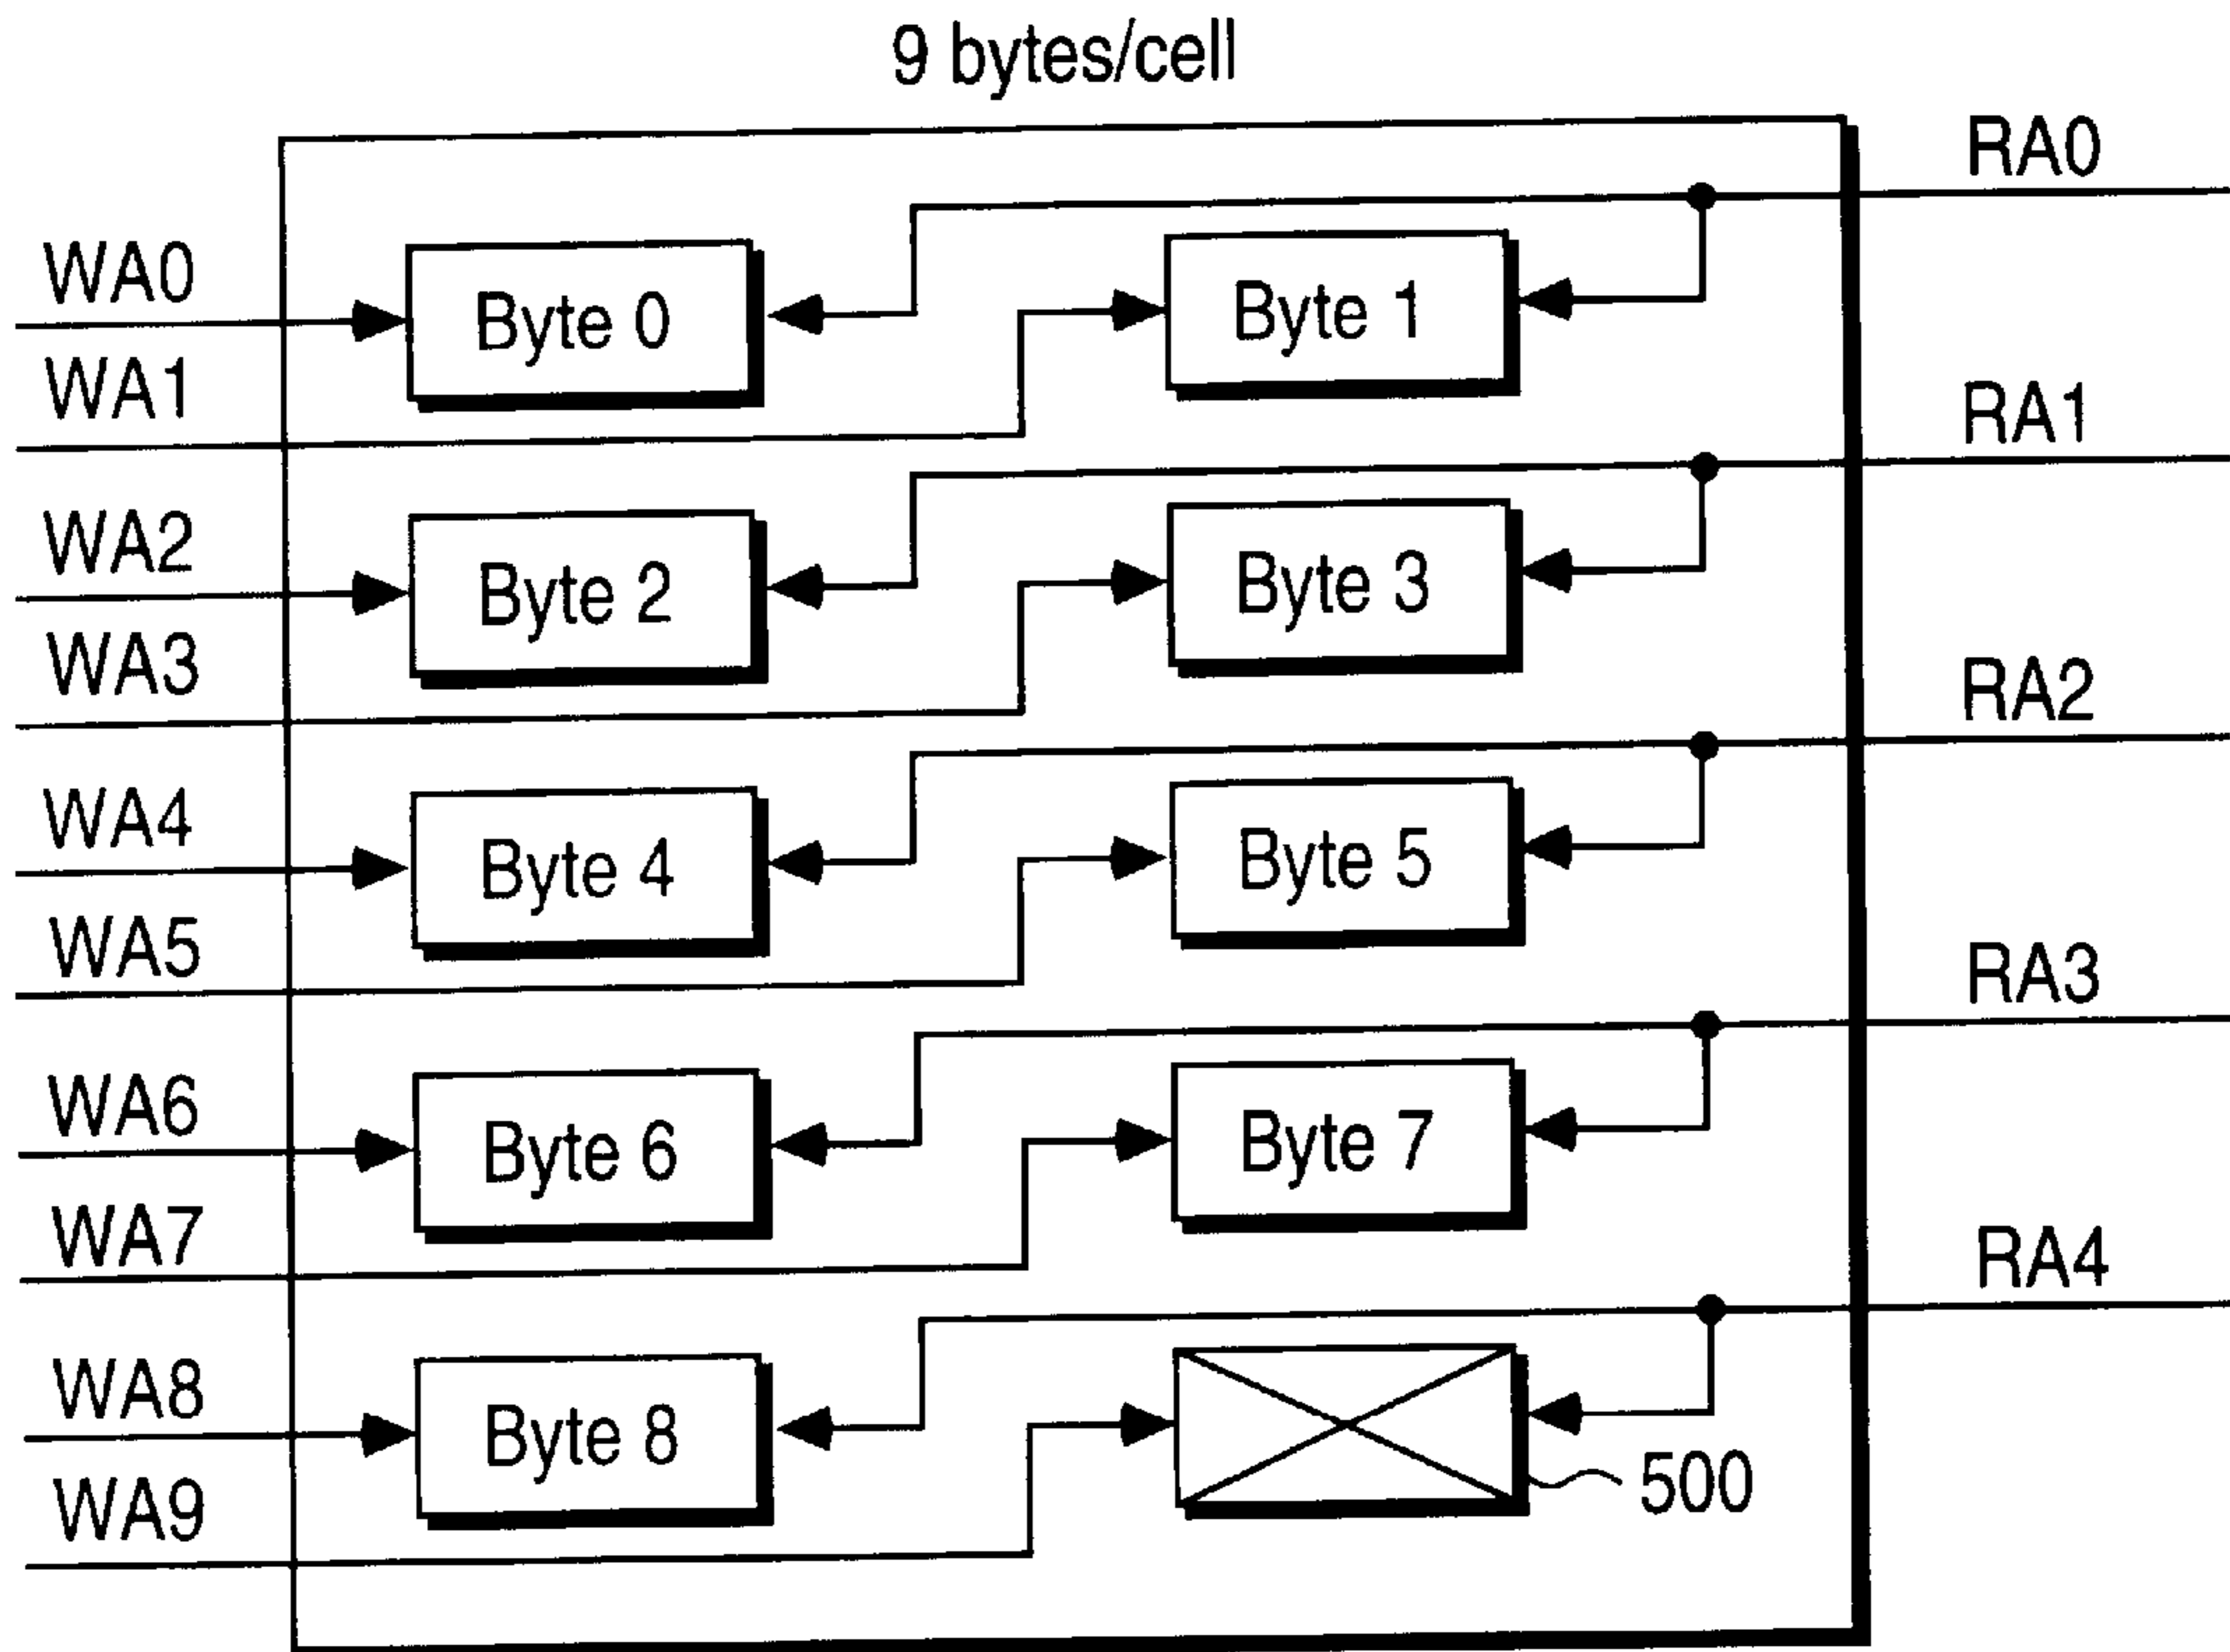 9 bytes/cell
RA0
WA0
Byte 0
Byte 1
WA1
RA1
WA2
Byte 2
Byte 3
WA3
RA2
WA4
Byte 4
Byte 5
WA5
RA3
WA6
Byte 6
Byte 7
WA7
RA4
WA8
Byte 8
500
WA9